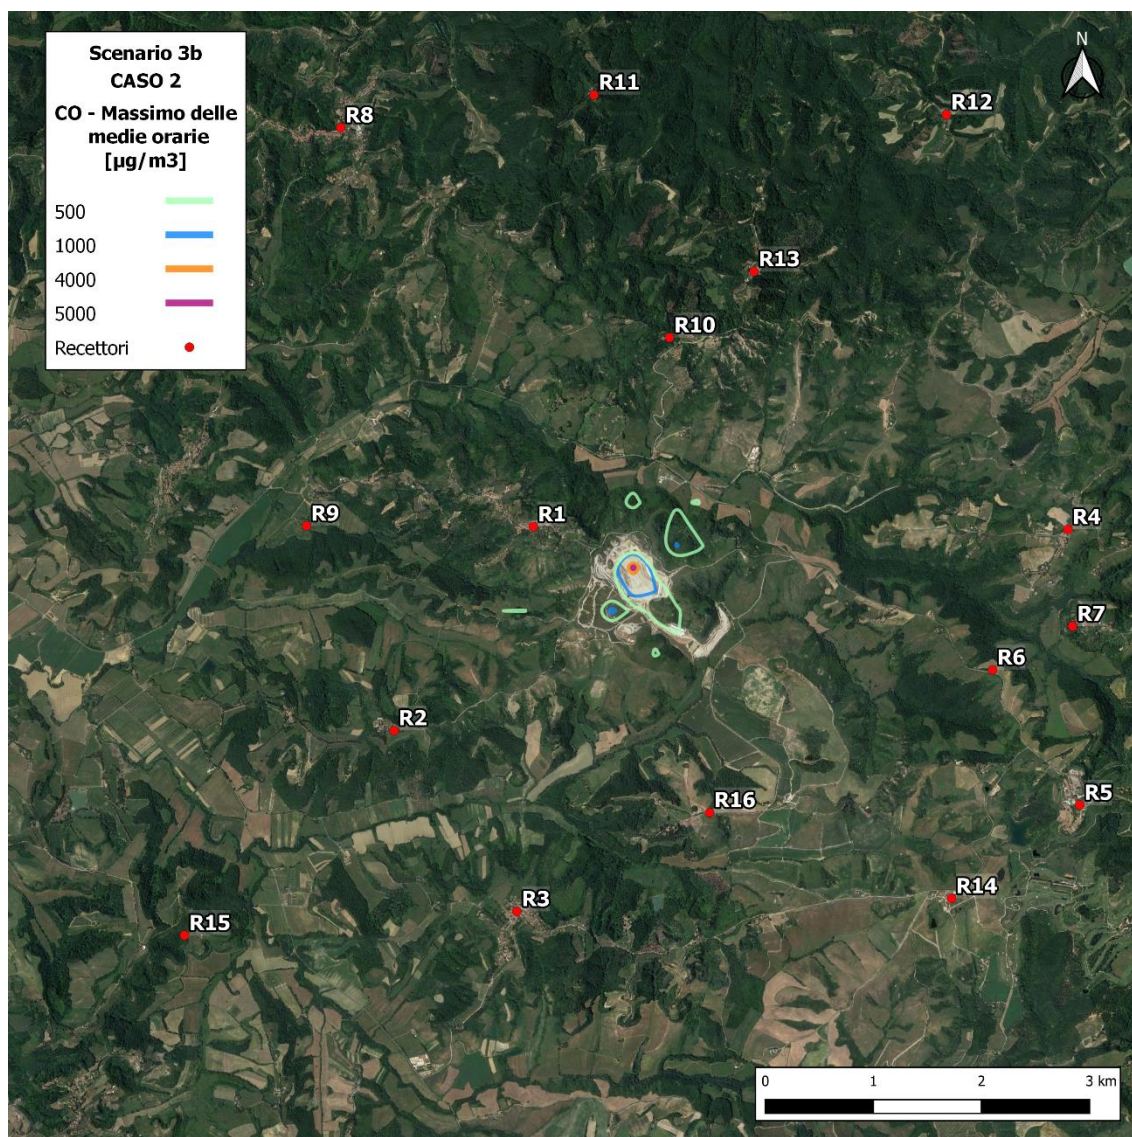 Scenario 3b
CASO 2
CO - Massimo delle
medie orarie
[µg/m3]
500
1000
4000
5000
Recettori
N
R11
R8
R12
R13
R10
R9
R1
R4
R7
R6
R2
R16
R5
R14
R3
R15
0 1 2 3 km